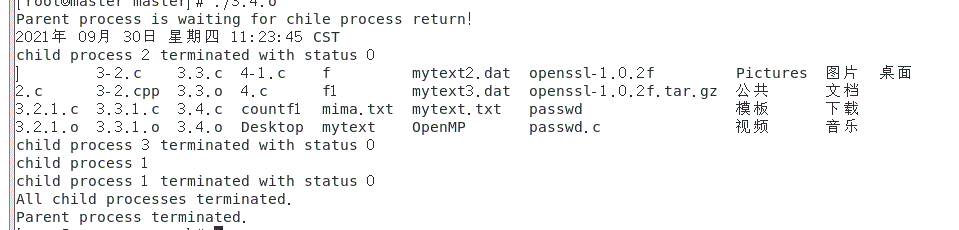 [root@master master]# ./3.4.o
Parent process is waiting for chile process return!
2021年 09月 30日 星期四 11:23:45 CST
child process 2 terminated with status 0
]         3-2.c    3.3.c  4-1.c    f         mytext2.dat  openssl-1.0.2f         Pictures  图片  桌面
2.c      3-2.cpp  3.3.o  4.c      f1        mytext3.dat  openssl-1.0.2f.tar.gz  公共      文档
3.2.1.c  3.3.1.c  3.4.c  countf1  mima.txt  mytext.txt   passwd                 模板      下载
3.2.1.o  3.3.1.o  3.4.o  Desktop  mytext    OpenMP       passwd.c               视频      音乐
child process 3 terminated with status 0
child process 1
child process 1 terminated with status 0
All child processes terminated.
Parent process terminated.